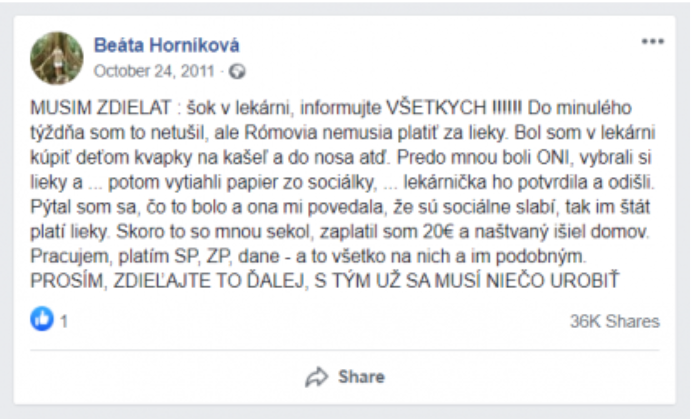 Beáta Horníková
October 24, 2011 ·
MUSIM ZDIELAT : šok v lekárni, informujte VŠETKYCH !!!!!! Do minulého
týždňa som to netušil, ale Rómovia nemusia platiť za lieky. Bol som v lekárni
kúpiť deťom kvapky na kašeľ a do nosa atď. Predo mnou boli ONI, vybrali si
lieky a ... potom vytiahli papier zo sociálky, ... lekárnička ho potvrdila a odišli.
Pýtal som sa, čo to bolo a ona mi povedala, že sú sociálne slabí, tak im štát
platí lieky. Skoro to so mnou sekol, zaplatil som 20€ a naštvaný išiel domov.
Pracujem, platím SP, ZP, dane - a to všetko na nich a im podobným.
PROSÍM, ZDIEĽAJTE TO ĎALEJ, S TÝM UŽ SA MUSÍ NIEČO UROBIŤ
1
36K Shares
Share